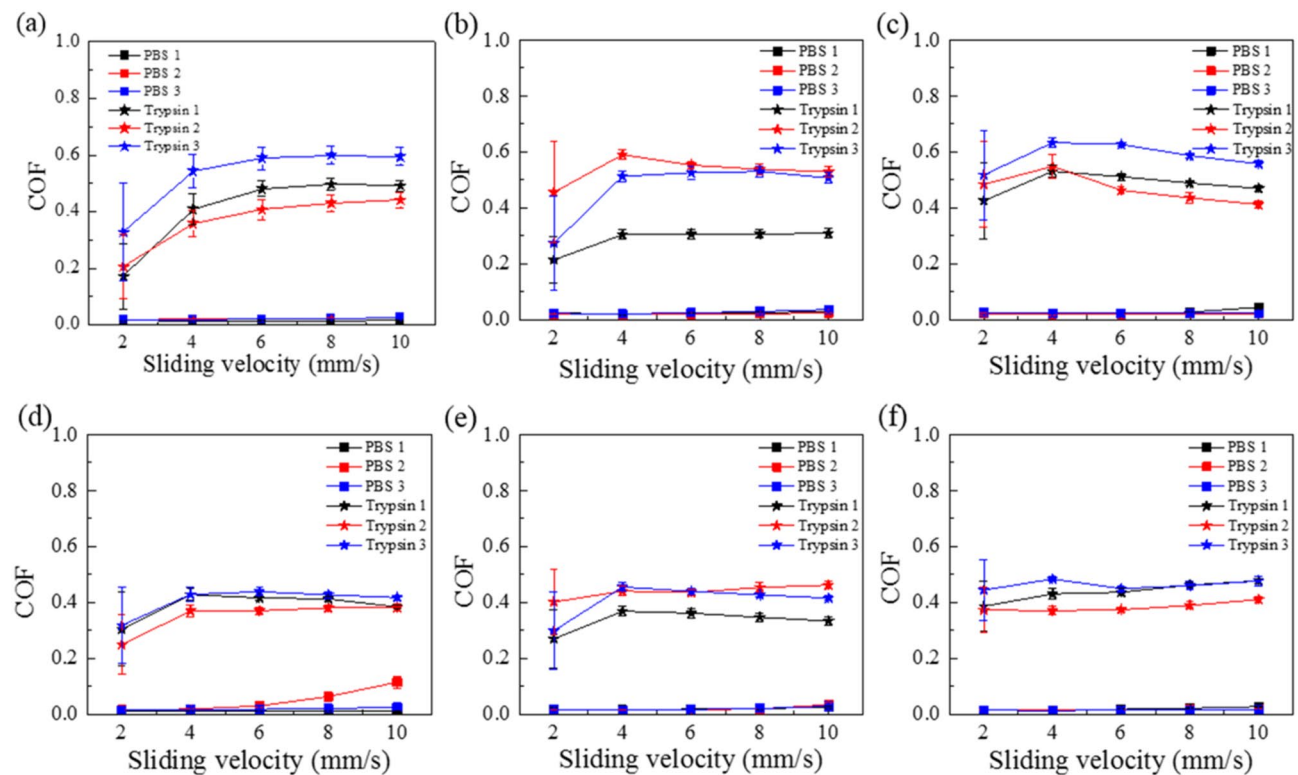 (a)
1.0
0.8
0.6
0.4
0.2
0.0
COF
PBS 1
PBS 2
PBS 3
Trypsin 1
Trypsin 2
Trypsin 3
2 4 6 8 10
Sliding velocity (mm/s)
(b)
1.0
0.8
0.6
0.4
0.2
0.0
COF
PBS 1
PBS 2
PBS 3
Trypsin 1
Trypsin 2
Trypsin 3
2 4 6 8 10
Sliding velocity (mm/s)
(c)
1.0
0.8
0.6
0.4
0.2
0.0
COF
PBS 1
PBS 2
PBS 3
Trypsin 1
Trypsin 2
Trypsin 3
2 4 6 8 10
Sliding velocity (mm/s)
(d)
1.0
0.8
0.6
0.4
0.2
0.0
COF
PBS 1
PBS 2
PBS 3
Trypsin 1
Trypsin 2
Trypsin 3
2 4 6 8 10
Sliding velocity (mm/s)
(e)
1.0
0.8
0.6
0.4
0.2
0.0
COF
PBS 1
PBS 2
PBS 3
Trypsin 1
Trypsin 2
Trypsin 3
2 4 6 8 10
Sliding velocity (mm/s)
(f)
1.0
0.8
0.6
0.4
0.2
0.0
COF
PBS 1
PBS 2
PBS 3
Trypsin 1
Trypsin 2
Trypsin 3
2 4 6 8 10
Sliding velocity (mm/s)